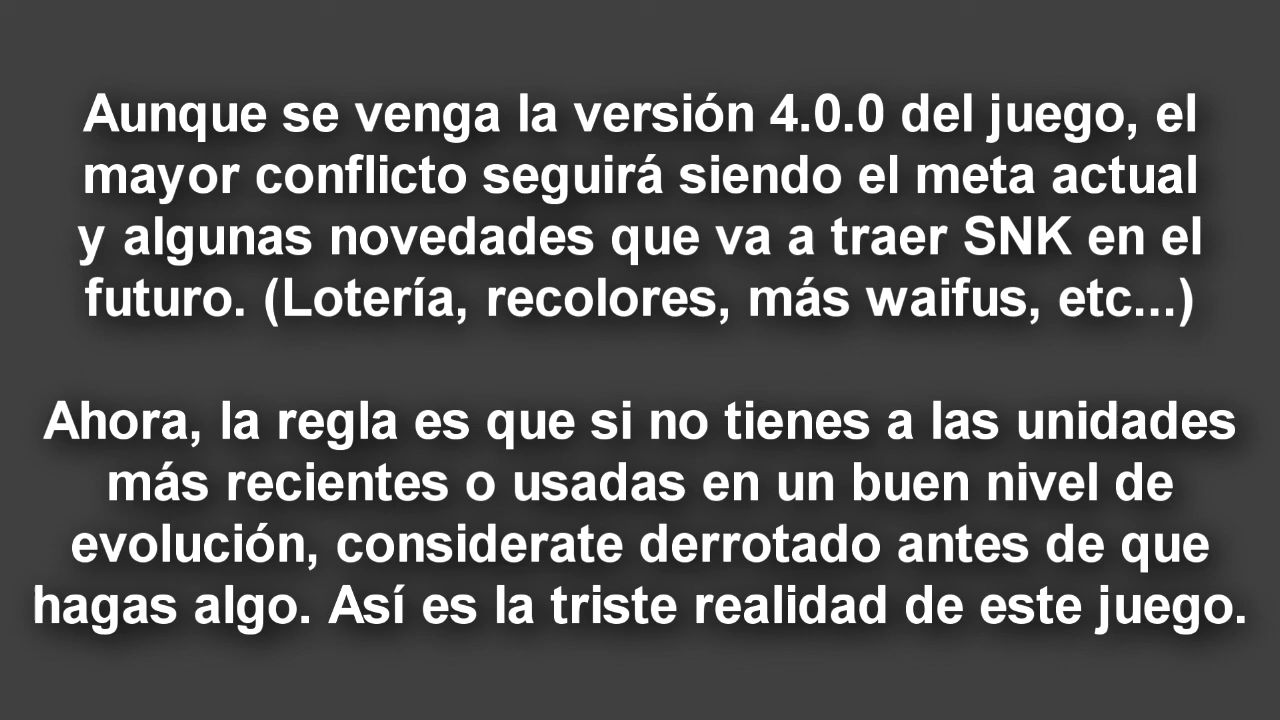 Aunque se venga la versión 4.0.0 del juego, el
mayor conflicto seguirá siendo el meta actual
y algunas novedades que va a traer SNK en el
futuro. (Lotería, recolores, más waifus, etc...)
Ahora, la regla es que si no tienes a las unidades
más recientes o usadas en un buen nivel de
evolución, considerate derrotado antes de que
hagas algo. Así es la triste realidad de este juego.